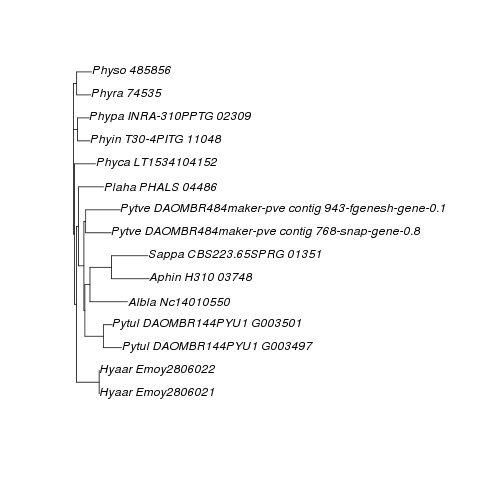 Physo 485856
Phyra 74535
Phypa INRA-310PPTG 02309
Phyin T30-4PITG 11048
Phyca LT1534104152
Plaha PHALS 04486
Pytve DAOMBR484maker-pve contig 943-fgenesh-gene-0.1
Pytve DAOMBR484maker-pve contig 768-snap-gene-0.8
Sappa CBS223.65SPRG 01351
Aphin H310 03748
Albla Nc14010550
Pytul DAOMBR144PYU1 G003501
Pytul DAOMBR144PYU1 G003497
Hyaar Emoy2806022
Hyaar Emoy2806021